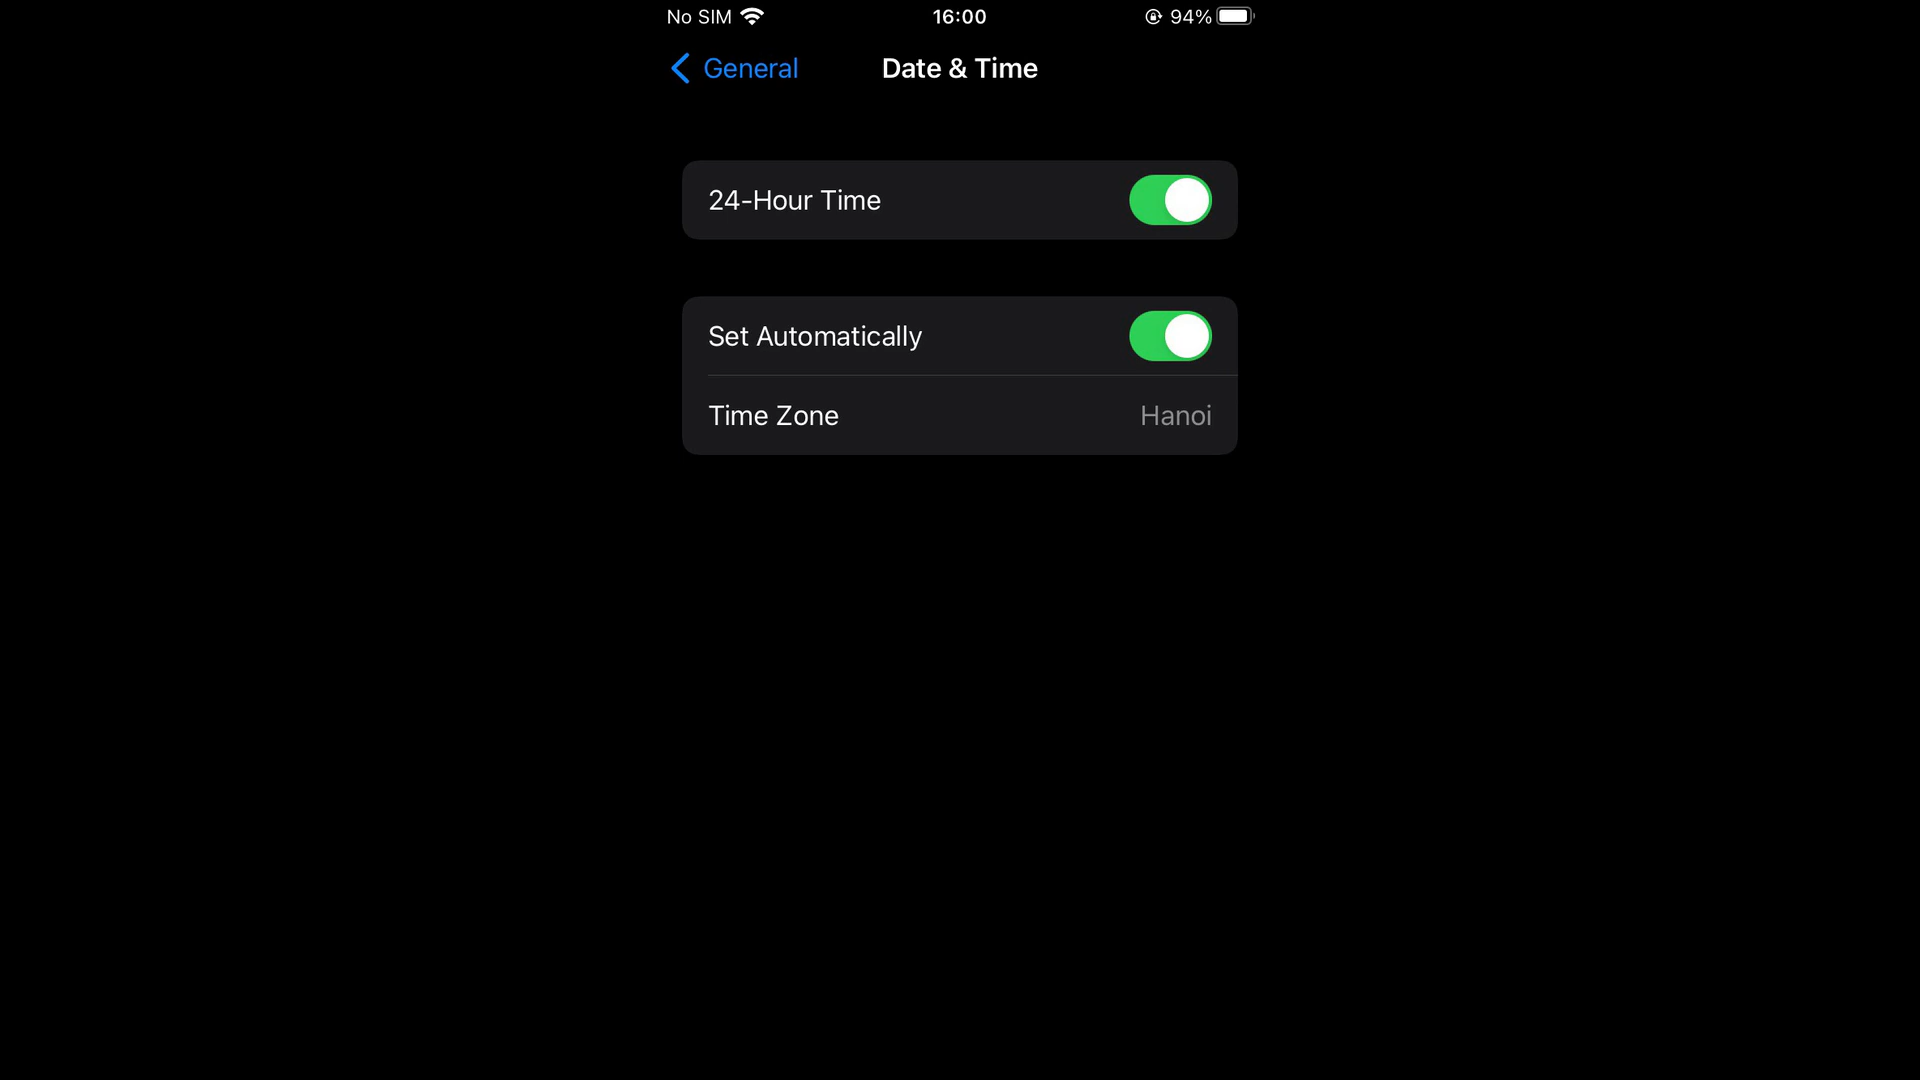 No SIM 16:00 94%
General Date & Time
24-Hour Time
Set Automatically
Time Zone Hanoi